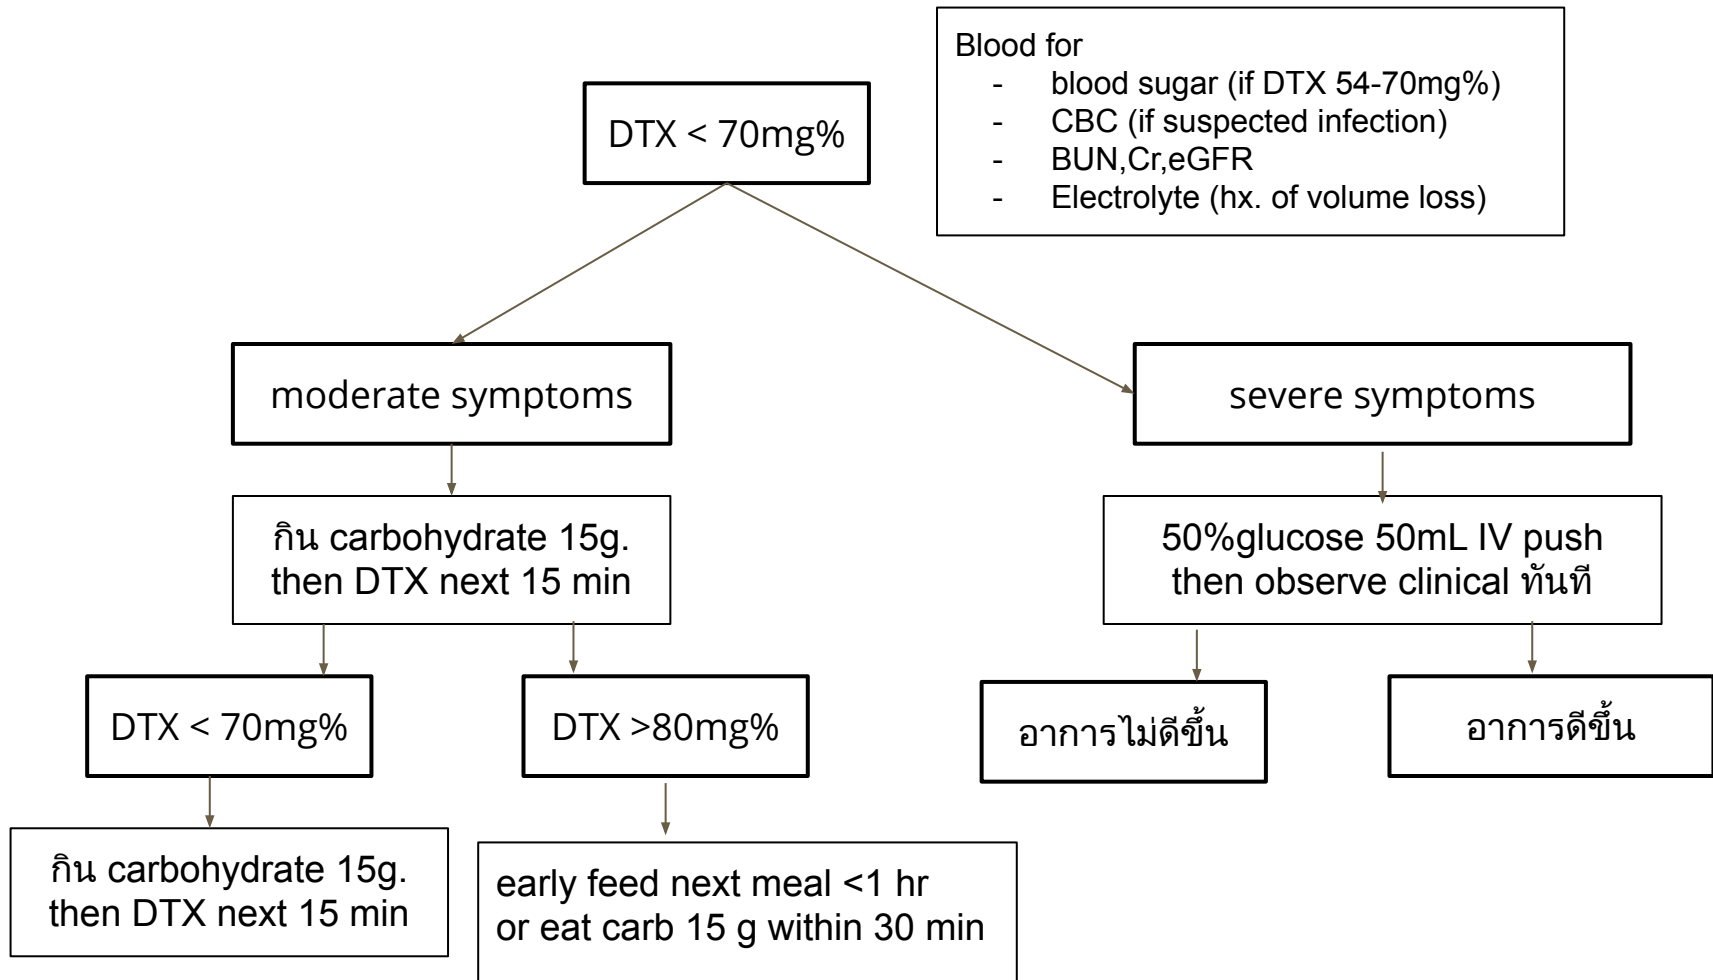 Blood for
- blood sugar (if DTX 54-70mg%)
- CBC (if suspected infection)
- BUN,Cr,eGFR
- Electrolyte (hx. of volume loss)
DTX < 70mg%
moderate symptoms
severe symptoms
กิน carbohydrate 15g.
then DTX next 15 min
50%glucose 50mL IV push
then observe clinical ทันที
DTX < 70mg%
DTX >80mg%
อาการไม่ดีขึ้น
อาการดีขึ้น
กิน carbohydrate 15g.
then DTX next 15 min
early feed next meal <1 hr
or eat carb 15 g within 30 min